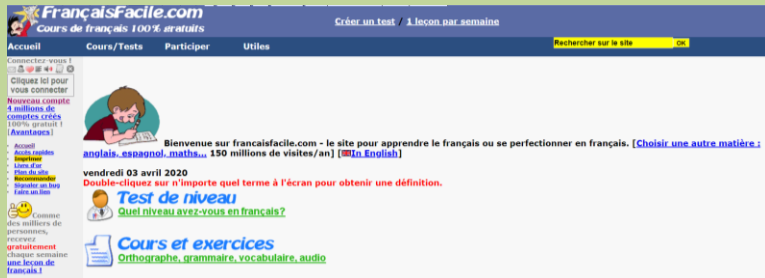 FrançaisFacile.com
Cours de français 100% gratuits
Créer un test / 1 leçon par semaine
Accueil Cours/Tests Participer Utiles
Rechercher sur le site OK
Connectez-vous !
Cliquez ici pour
vous connecter
Nouveau compte
4 millions de
comptes créés
100% gratuit !
[Avantages]
Accueil
Accès rapides
Imprimer
Livre d'or
Plan du site
Recommander
Signaler un bug
Faire un lien
Comme
des milliers de
personnes,
recevez
gratuitement
chaque semaine
une leçon de
français !
Bienvenue sur francaisfacile.com - le site pour apprendre le français ou se perfectionner en français. [Choisir une autre matière :
anglais, espagnol, maths... 150 millions de visites/an] [In English]
vendredi 03 avril 2020
Double-cliquez sur n'importe quel terme à l'écran pour obtenir une définition.
Test de niveau
Quel niveau avez-vous en français?
Cours et exercices
Orthographe, grammaire, vocabulaire, audio